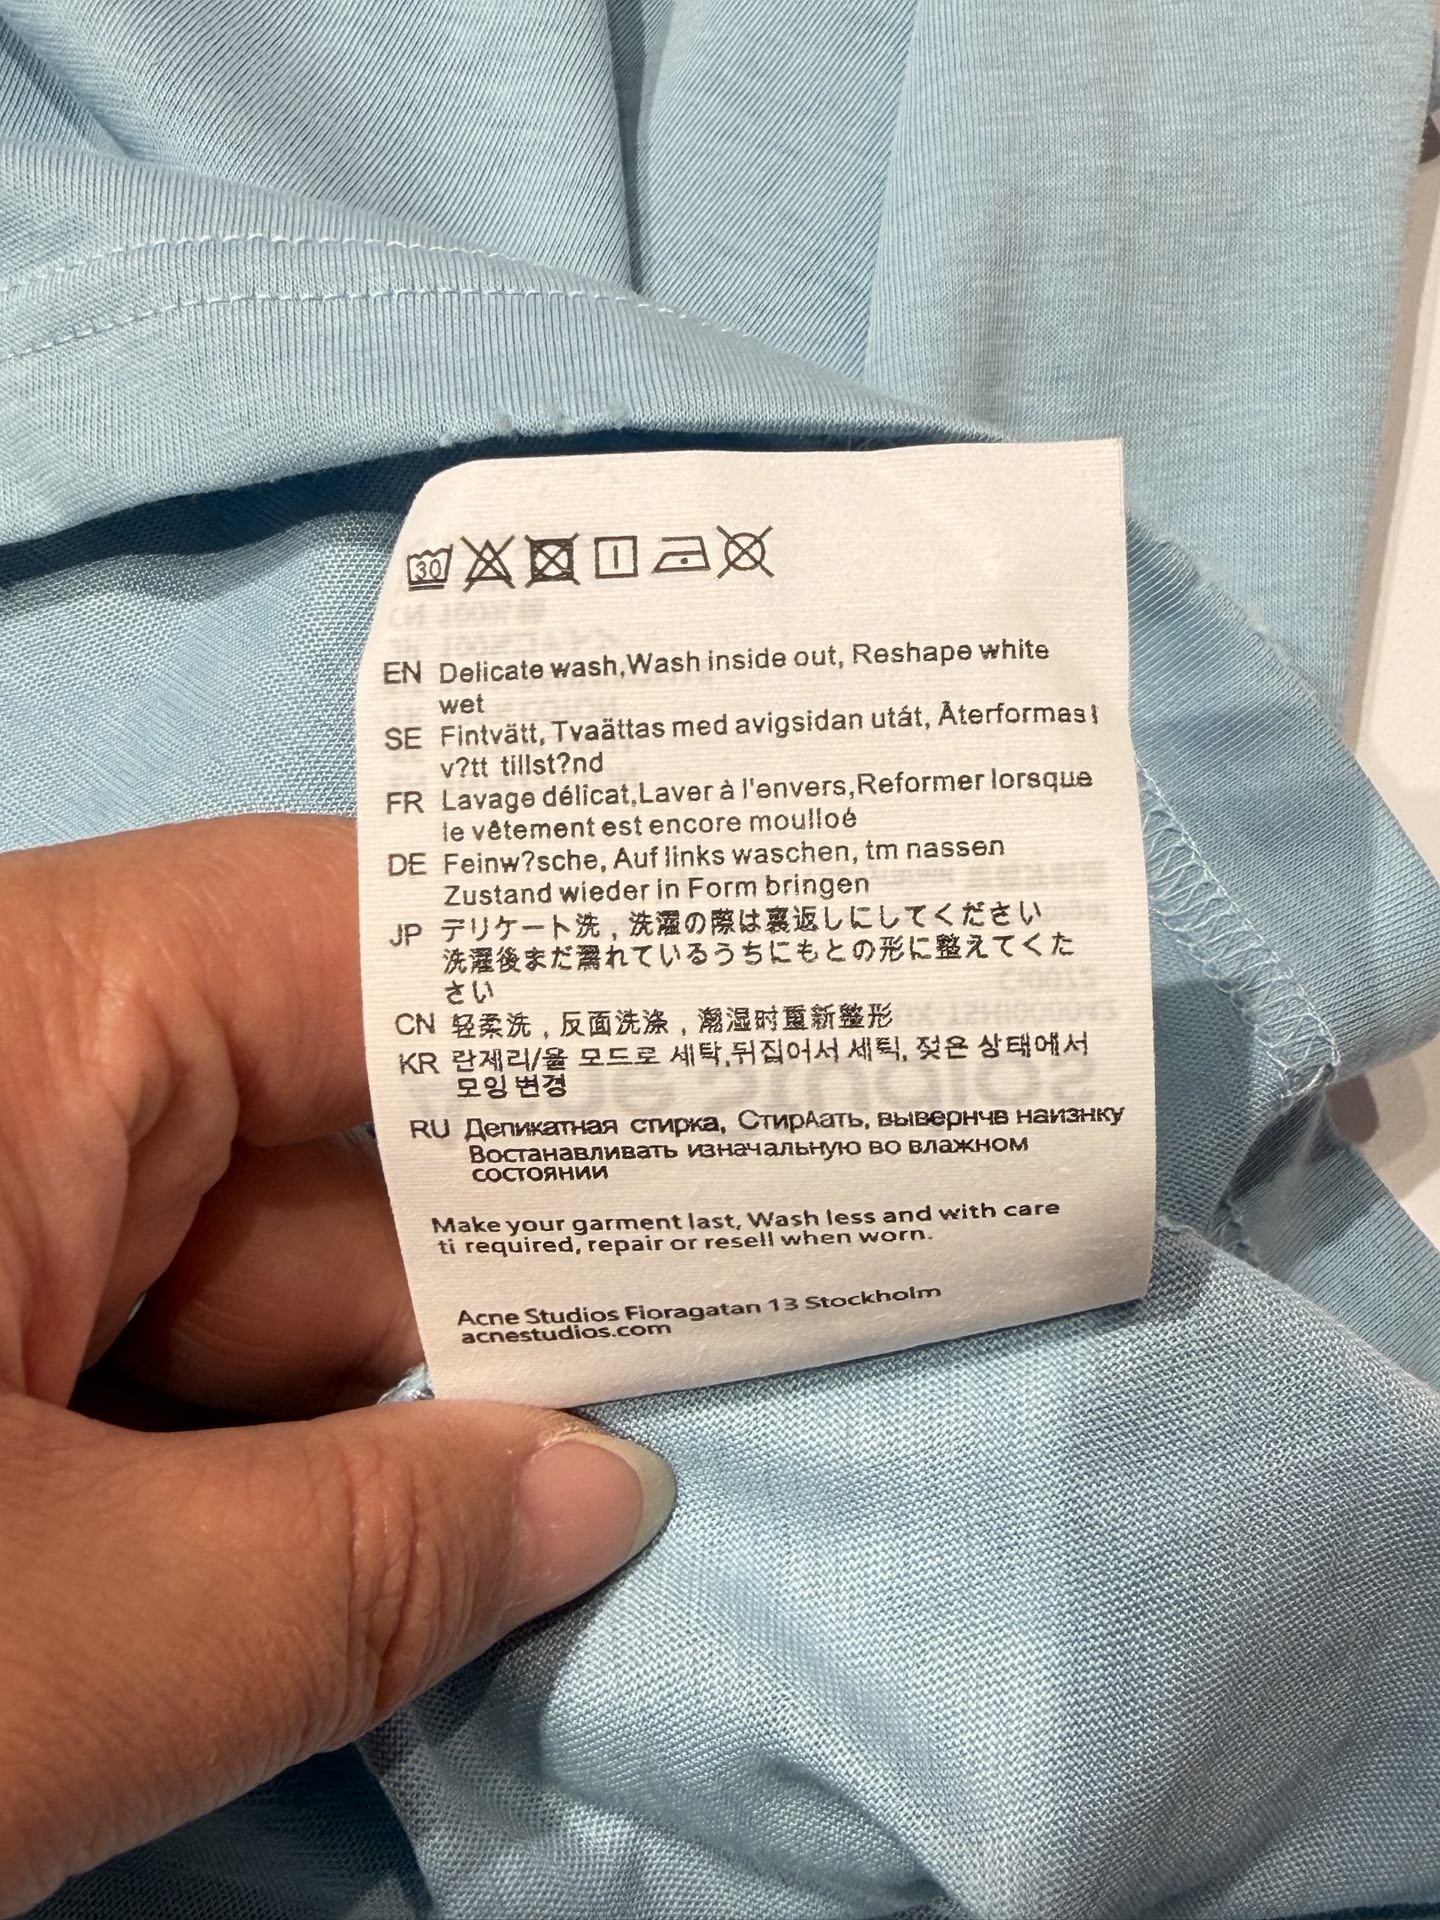 30
EN Delicate wash,Wash inside out, Reshape white
wet
SE Fintvätt, Tvaättas med avigsidan utát, Återformas i
v?tt tillst?nd
FR Lavage délicat,Laver à l'envers,Reformer lorsque
le vêtement est encore moulloé
DE Feinw?sche, Auf links waschen, tm nassen
Zustand wieder in Form bringen
JP デリケート洗,洗濯の際は裏返しにしてください
洗濯後まだ濡れているうちにもとの形に整えてくた
さい
CN 轻柔洗,反面洗涤,潮湿时重新整形
KR 란제리/울 모드로 세탁,뒤집어서 세틱, 젖은 상태에서
모잉변경
RU Деликатная стирка, СтирАать, вывернчв наизнку
Востанавливать изначальную во влажном
состоянии
Make your garment last, Wash less and with care
ti required, repair or resell when worn.
Acne Studios Fioragatan 13 Stockholm
acnestudios.com